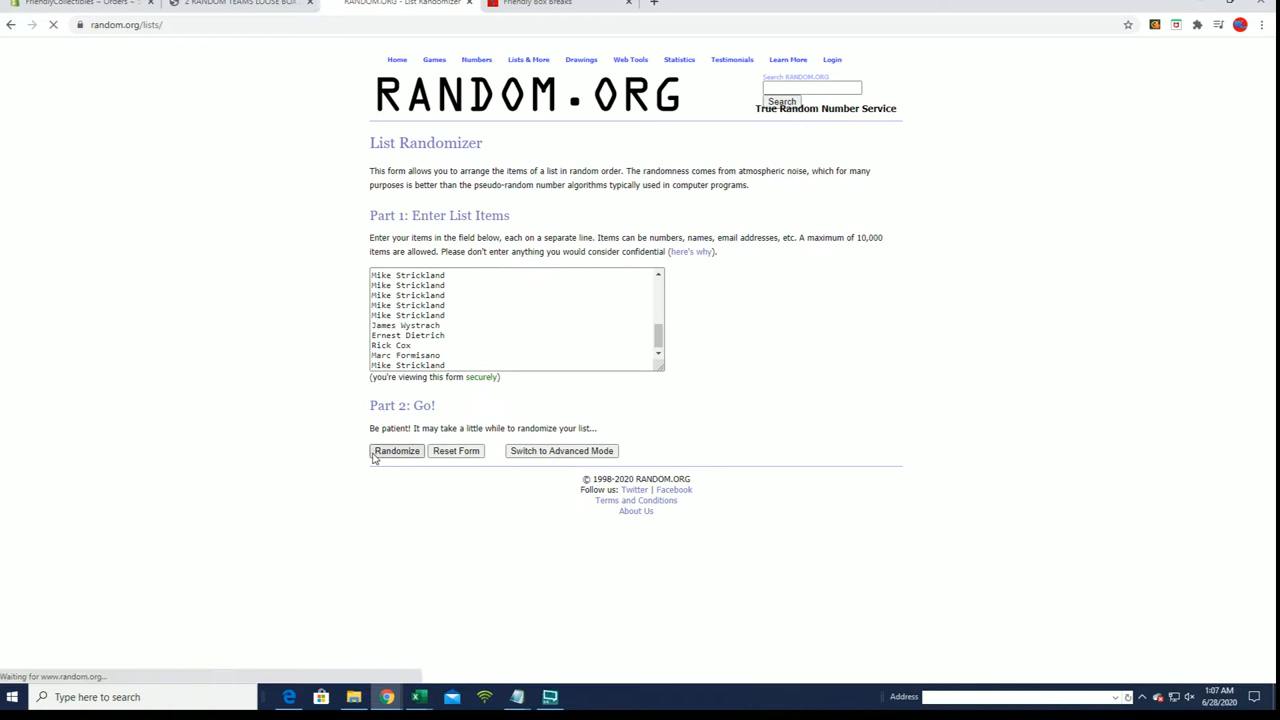 FriendlyCollectibles - Orders - S
2 RANDOM TEAMS LOOSE BOX
RANDOM.ORG - List Randomizer
Friendly Box Breaks
random.org/lists/
Home Games Numbers Lists & More Drawings Web Tools Statistics Testimonials Learn More Login
RANDOM.ORG
Search RANDOM.ORG
Search
True Random Number Service
List Randomizer
This form allows you to arrange the items of a list in random order. The randomness comes from atmospheric noise, which for many
purposes is better than the pseudo-random number algorithms typically used in computer programs.
Part 1: Enter List Items
Enter your items in the field below, each on a separate line. Items can be numbers, names, email addresses, etc. A maximum of 10,000
items are allowed. Please don't enter anything you would consider confidential (here's why).
Mike Strickland
Mike Strickland
Mike Strickland
Mike Strickland
Mike Strickland
James Wystrach
Ernest Dietrich
Rick Cox
Marc Formisano
Mike Strickland
(you're viewing this form securely)
Part 2: Go!
Be patient! It may take a little while to randomize your list...
Randomize Reset Form Switch to Advanced Mode
© 1998-2020 RANDOM.ORG
Follow us: Twitter | Facebook
Terms and Conditions
About Us
Waiting for www.random.org...
Type here to search
Address
1:07 AM
6/28/2020